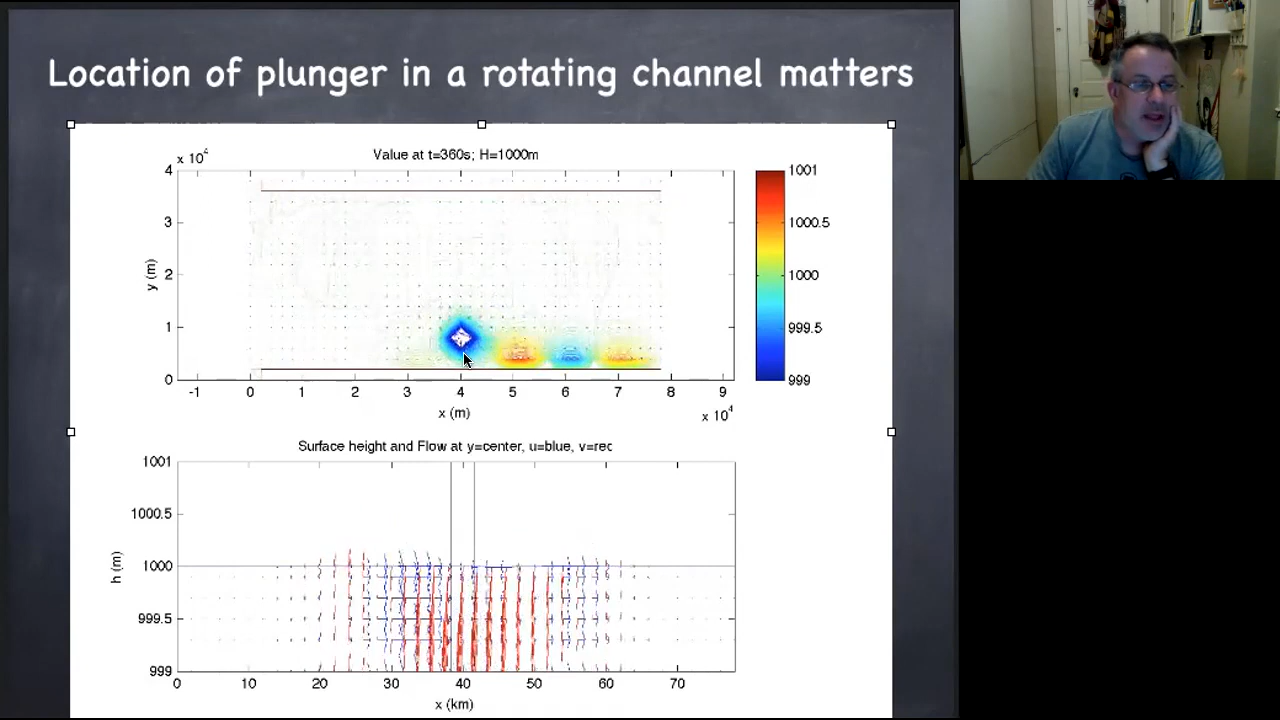 Location of plunger in a rotating channel matters
Value at t=360s; H=1000m
x 10⁴
4
3
2
1
0
y (m)
-1 0 1 2 3 4 5 6 7 8 9
x (m)
x 10⁴
1001
1000.5
1000
999.5
999
Surface height and Flow at y=center, u=blue, v=rec
1001
1000.5
1000
999.5
999
h (m)
0 10 20 30 40 50 60 70
x (km)